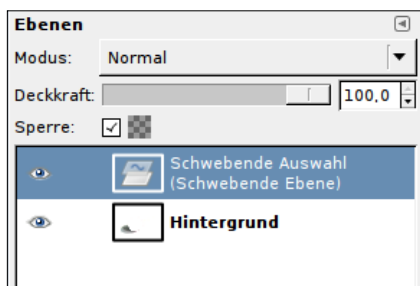 Ebenen
Modus: Normal
Deckkraft: 100,0
Sperre:
Schwebende Auswahl
(Schwebende Ebene)
Hintergrund